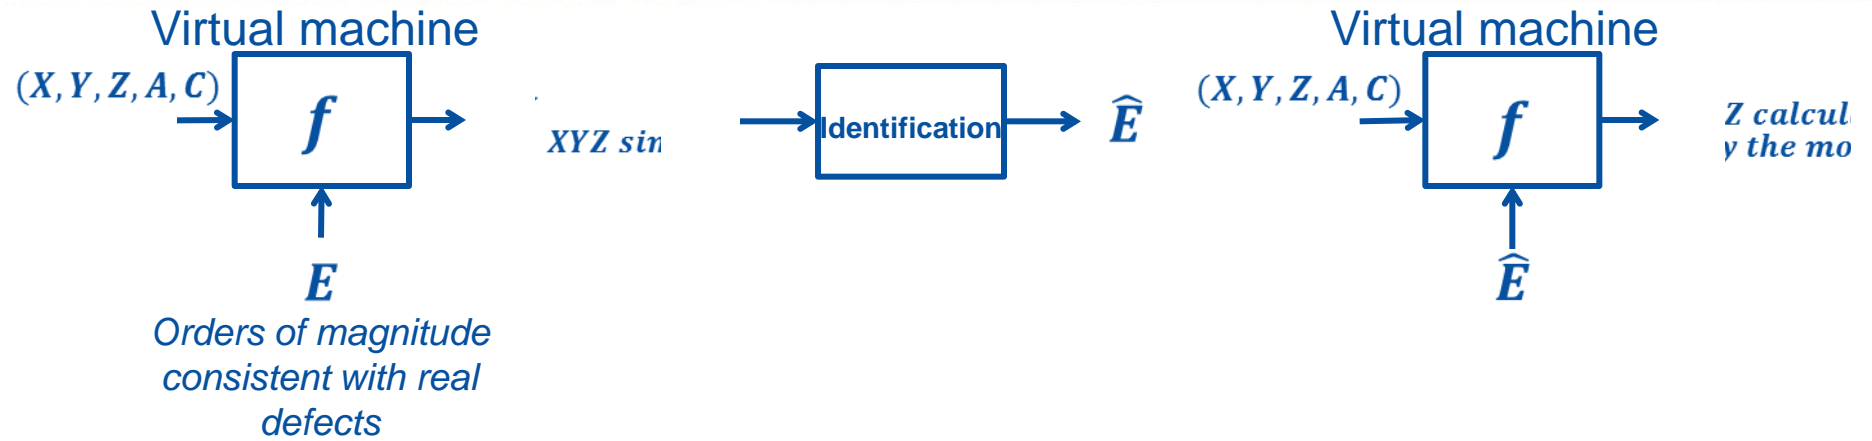 Virtual machine
(X, Y, Z, A, C)
f
XYZ
E
Orders of magnitude
consistent with real
defects
Identification
Ê
Virtual machine
(X, Y, Z, A, C)
f
Z
the
Ê